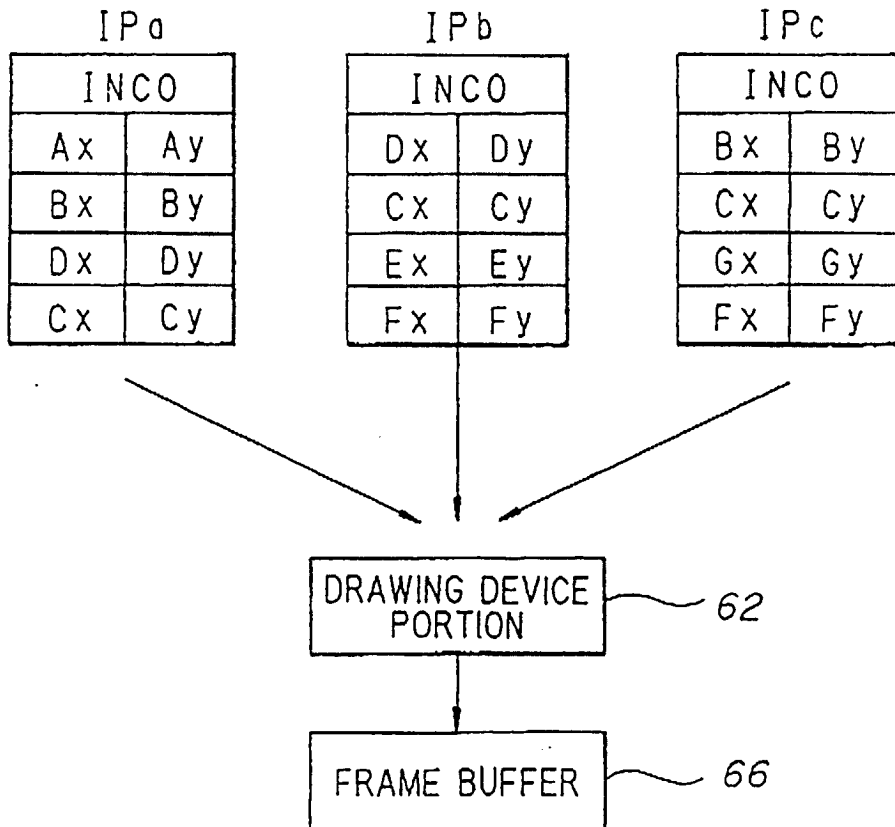 IPa IPb IPc
INCO INCO INCO
Ax Ay Dx Dy Bx By
Bx By Cx Cy Cx Cy
Dx Dy Ex Ey Gx Gy
Cx Cy Fx Fy Fx Fy
DRAWING DEVICE
PORTION
62
FRAME BUFFER
66